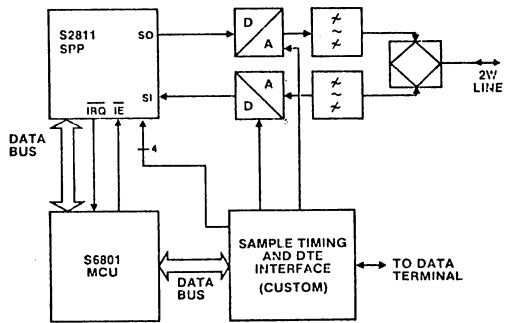 S2811
SPP
SO
SI
IRQ IE
D
A
A
D
≁
~
≁
≁
~
≁
2W
LINE
DATA
BUS
4
S6801
MCU
DATA
BUS
SAMPLE TIMING
AND DTE
INTERFACE
(CUSTOM)
TO DATA
TERMINAL